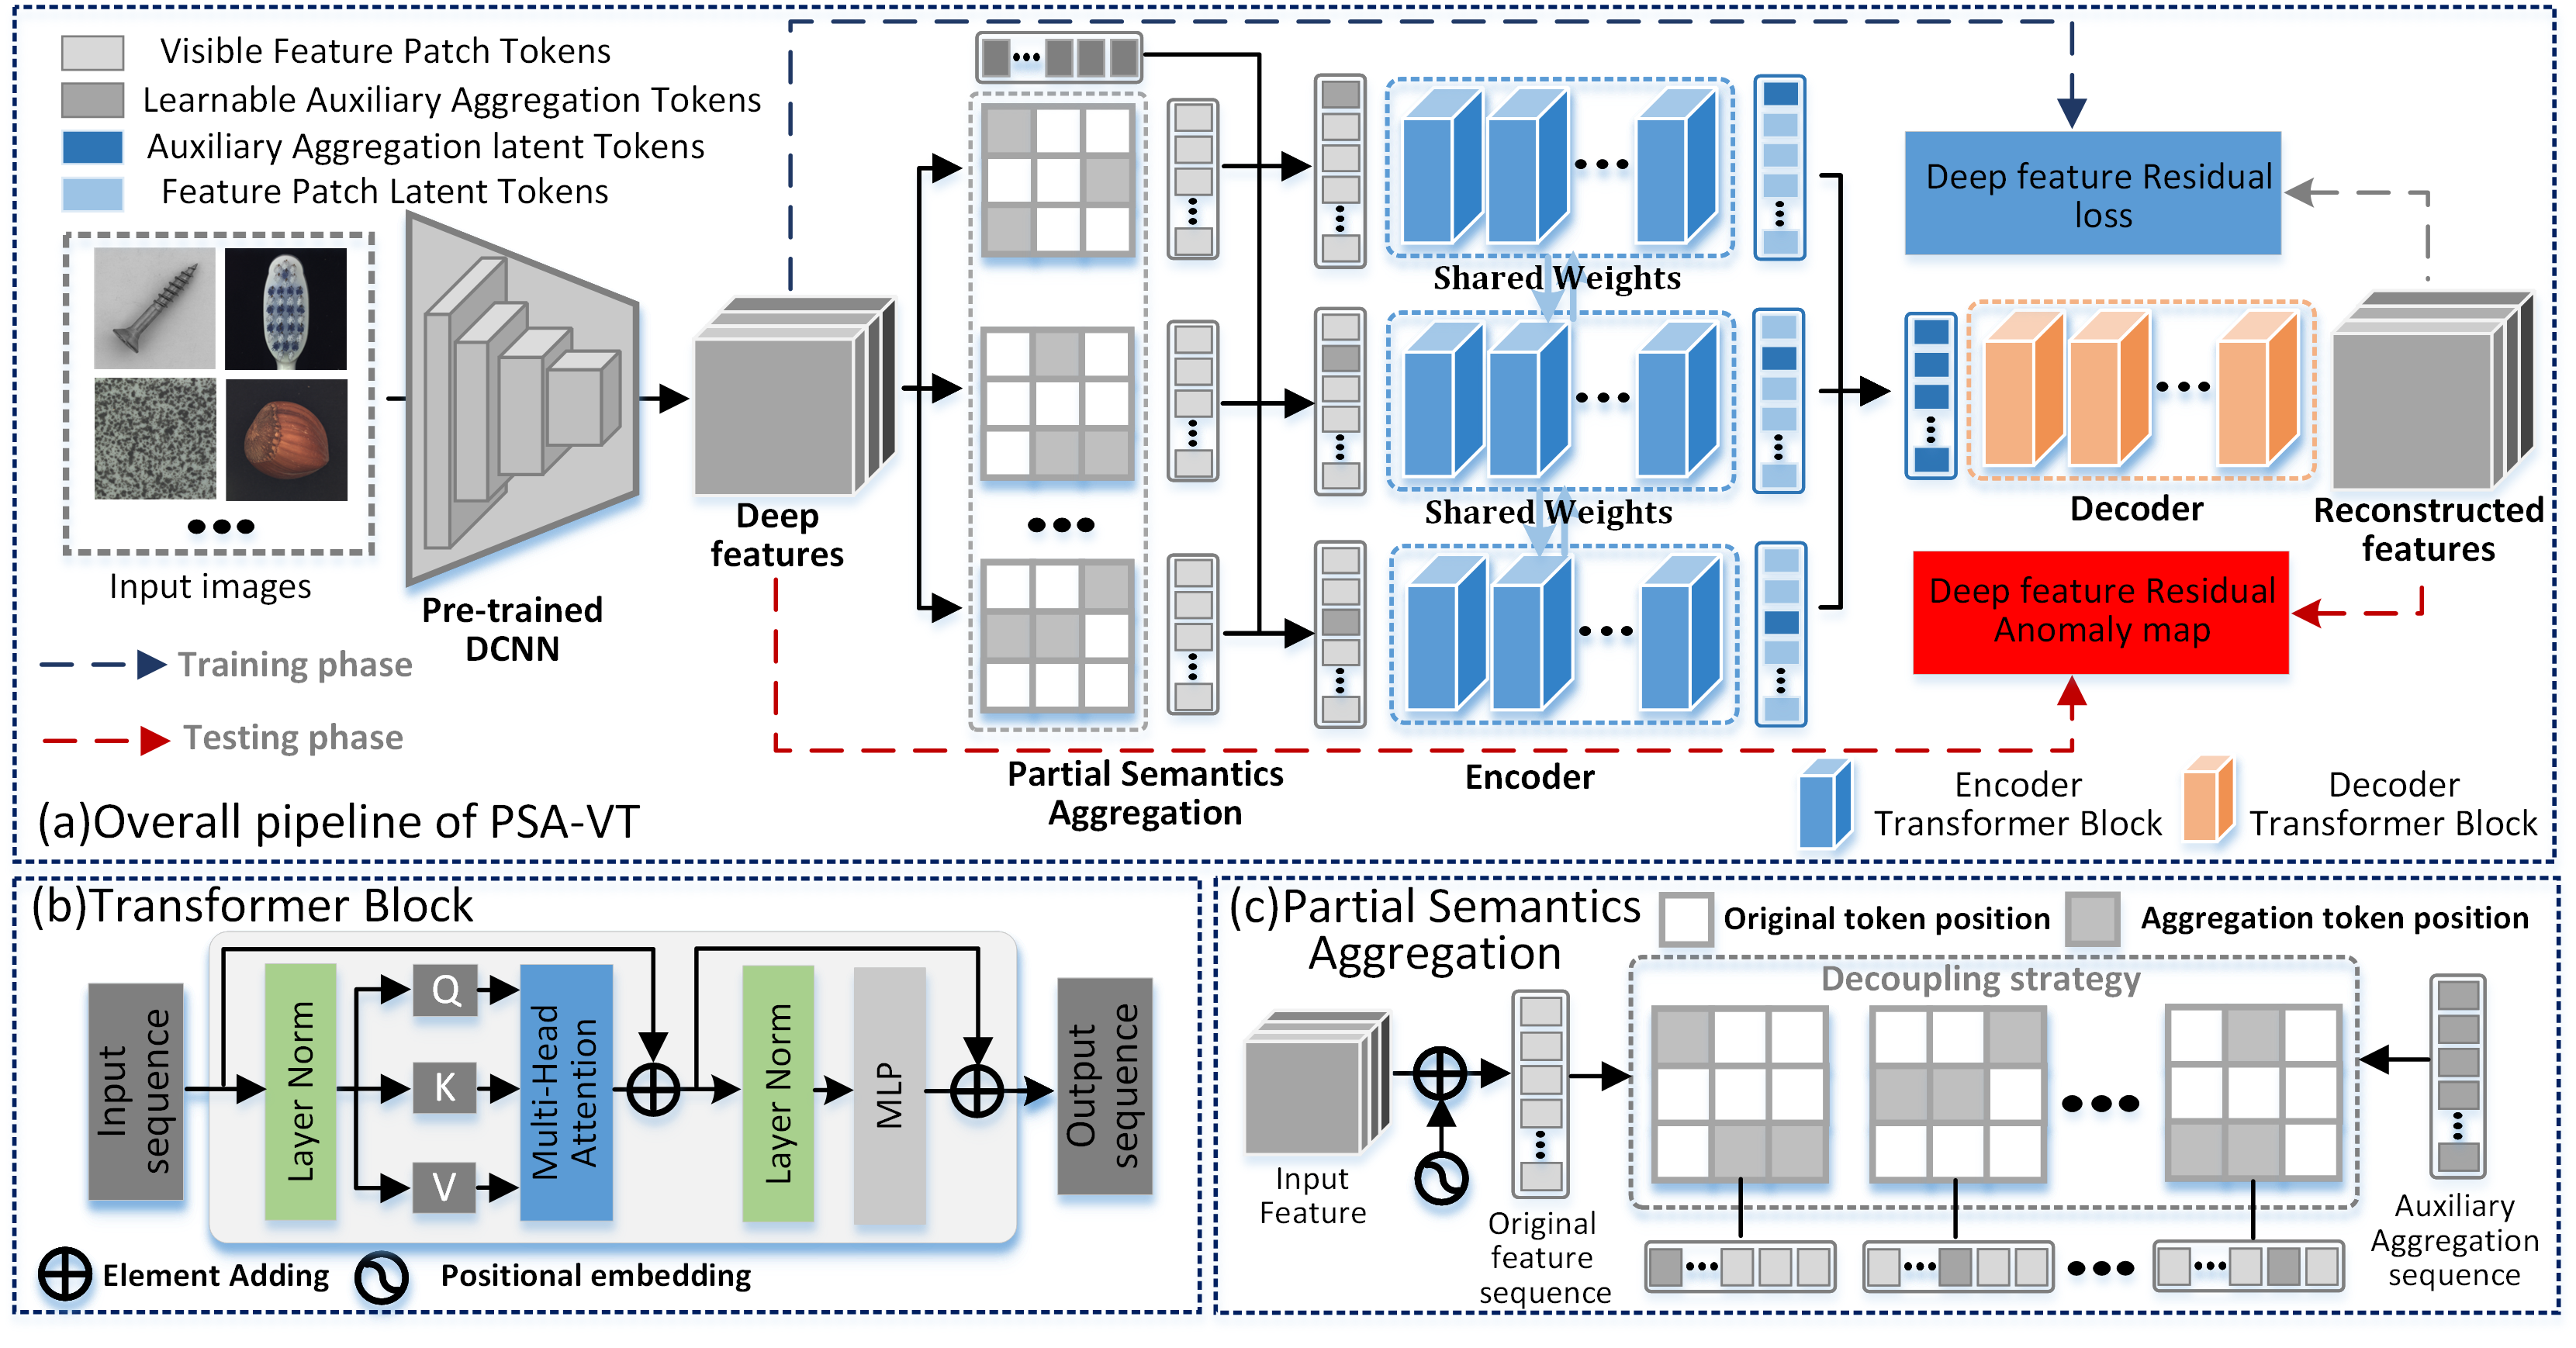 Visible Feature Patch Tokens
Learnable Auxiliary Aggregation Tokens
Auxiliary Aggregation latent Tokens
Feature Patch Latent Tokens
Input images
Pre-trained
DCNN
Training phase
Testing phase
Deep
features
Partial Semantics
Aggregation
Shared Weights
Shared Weights
Encoder
Deep feature Residual
loss
Decoder
Reconstructed
features
Deep feature Residual
Anomaly map
Encoder
Transformer Block
Decoder
Transformer Block
(a)Overall pipeline of PSA-VT
(b)Transformer Block
Input
sequence
Layer Norm
Q
K
V
Multi-Head
Attention
Layer Norm
MLP
Output
sequence
Element Adding
Positional embedding
(c)Partial Semantics
Aggregation
Original token position
Aggregation token position
Decoupling strategy
Input
Feature
Original
feature
sequence
Auxiliary
Aggregation
sequence